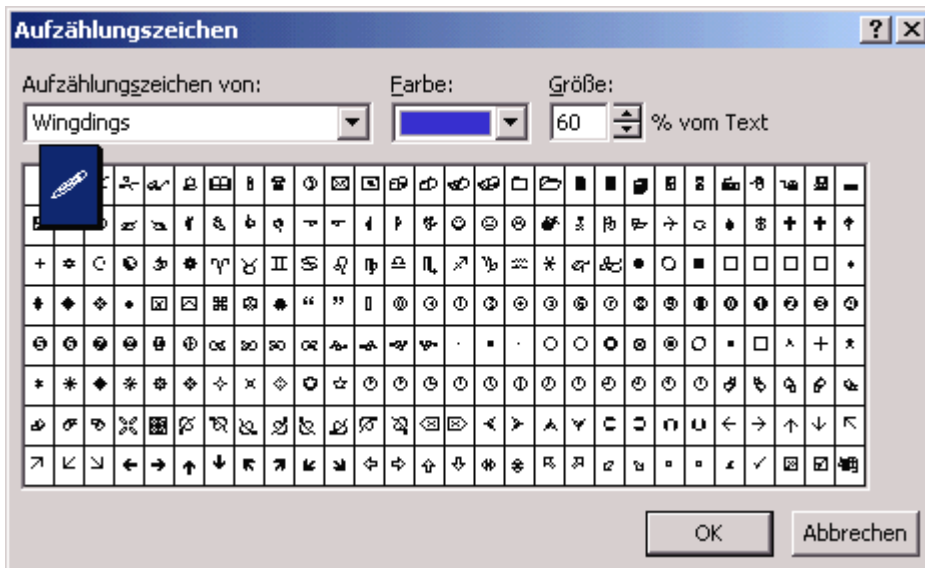 Aufzählungszeichen
Aufzählungszeichen von: Farbe: Größe:
Wingdings 60 % vom Text
OK Abbrechen